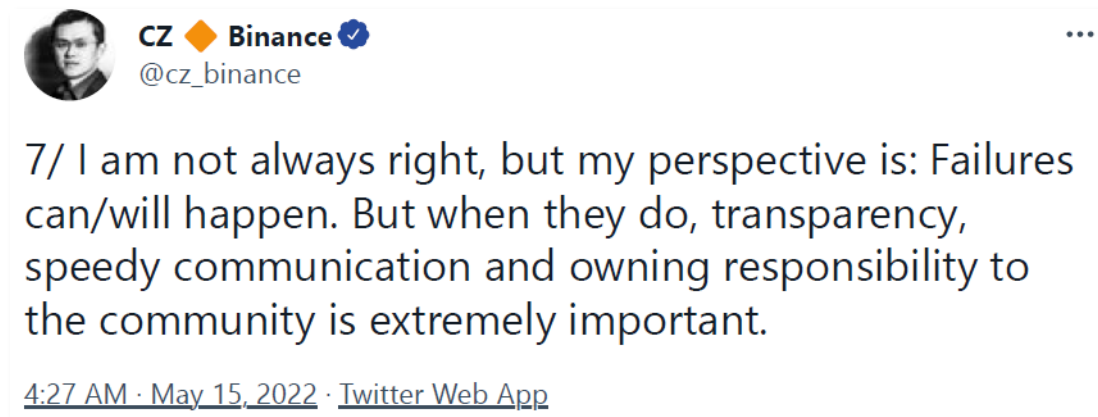 CZ 🔶 Binance
@cz_binance
7/ I am not always right, but my perspective is: Failures
can/will happen. But when they do, transparency,
speedy communication and owning responsibility to
the community is extremely important.
4:27 AM · May 15, 2022 · Twitter Web App